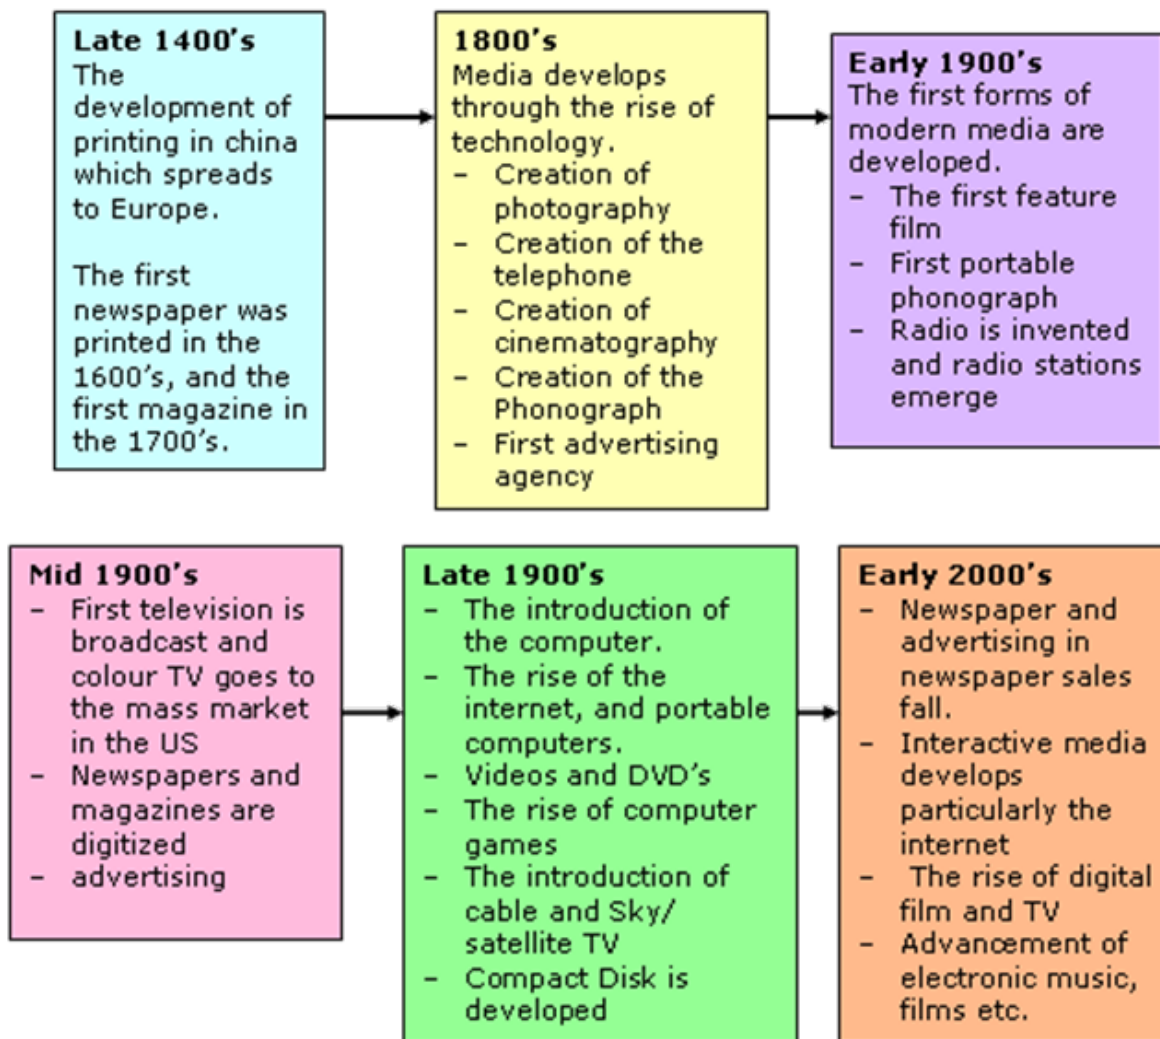 Late 1400's
The
development of
printing in china
which spreads
to Europe.
The first
newspaper was
printed in the
1600's, and the
first magazine in
the 1700's.
1800's
Media develops
through the rise of
technology.
– Creation of
photography
– Creation of the
telephone
– Creation of
cinematography
– Creation of the
Phonograph
– First advertising
agency
Early 1900's
The first forms of
modern media are
developed.
– The first feature
film
– First portable
phonograph
– Radio is invented
and radio stations
emerge
Mid 1900's
– First television is
broadcast and
colour TV goes to
the mass market
in the US
– Newspapers and
magazines are
digitized
– advertising
Late 1900's
– The introduction of
the computer.
– The rise of the
internet, and portable
computers.
– Videos and DVD's
– The rise of computer
games
– The introduction of
cable and Sky/
satellite TV
– Compact Disk is
developed
Early 2000's
– Newspaper and
advertising in
newspaper sales
fall.
– Interactive media
develops
particularly the
internet
– The rise of digital
film and TV
– Advancement of
electronic music,
films etc.